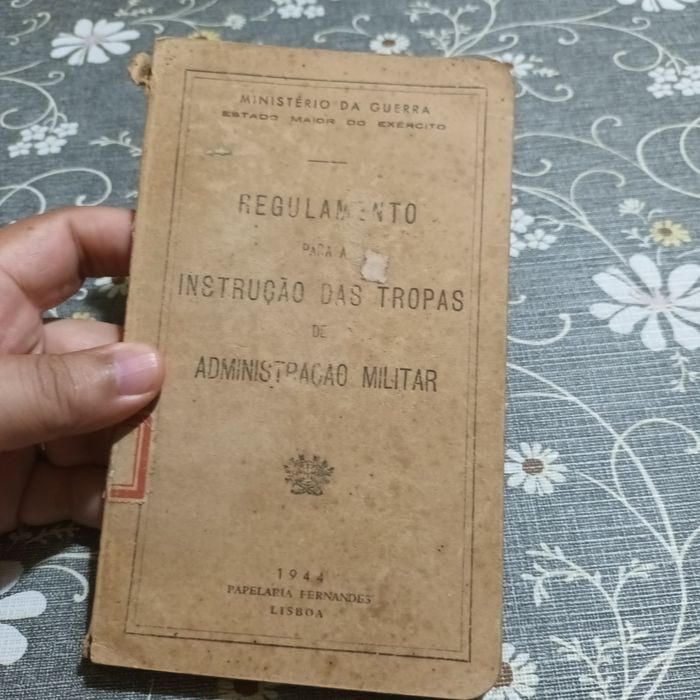 MINISTÉRIO DA GUERRA
ESTADO MAIOR DO EXÉRCITO
REGULAMENTO
PARA A
INSTRUÇÃO DAS TROPAS
DE
ADMINISTRAÇÃO MILITAR
1944
PAPELARIA FERNANDES
LISBOA